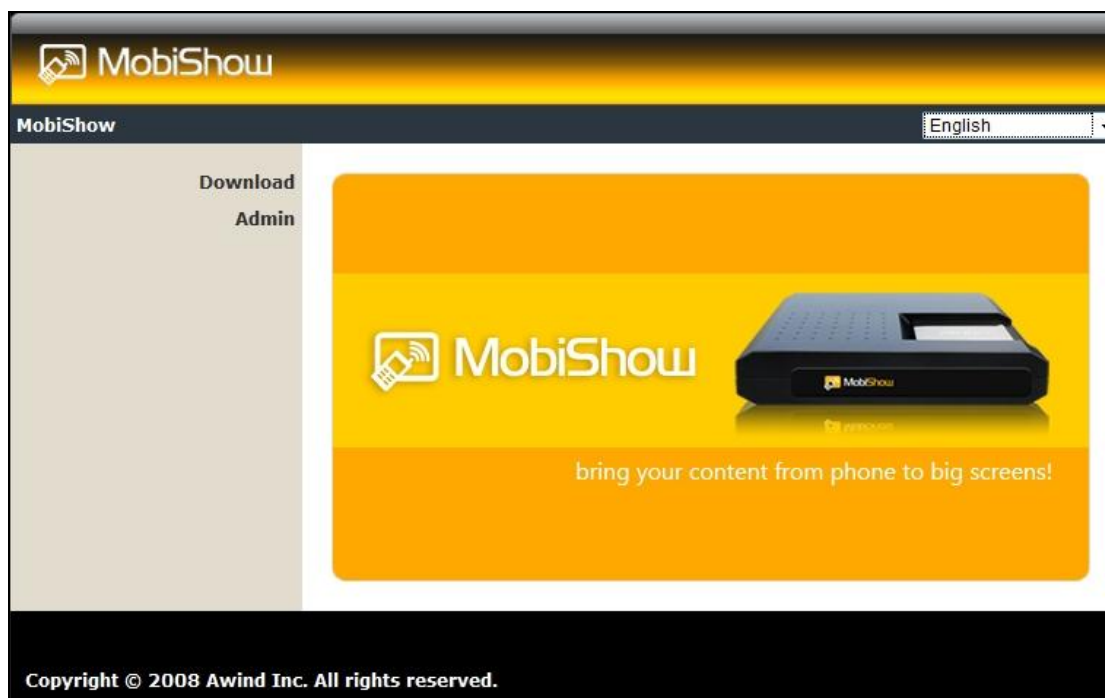 MobiShow
MobiShow
English
Download
Admin
MobiShow
MobiShow
bring your content from phone to big screens!
Copyright © 2008 Awind Inc. All rights reserved.